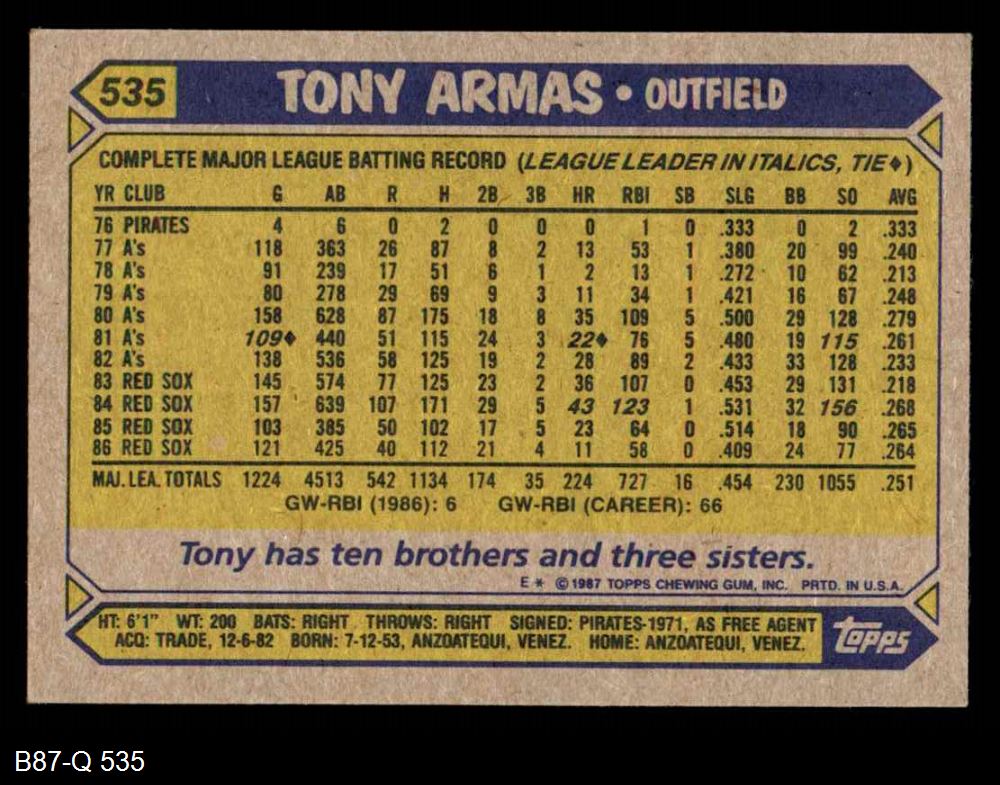 535 TONY ARMAS • OUTFIELD
COMPLETE MAJOR LEAGUE BATTING RECORD (LEAGUE LEADER IN ITALICS, TIE♦)
YR CLUB G AB R H 2B 3B HR RBI SB SLG BB SO AVG
76 PIRATES 4 6 0 2 0 0 0 1 0 .333 0 2 .333
77 A's 118 363 26 87 8 2 13 53 1 .380 20 99 .240
78 A's 91 239 17 51 6 1 2 13 1 .272 10 62 .213
79 A's 80 278 29 69 9 3 11 34 1 .421 16 67 .248
80 A's 158 628 87 175 18 8 35 109 5 .500 29 128 .279
81 A's 109♦ 440 51 115 24 3 22♦ 76 5 .480 19 115 .261
82 A's 138 536 58 125 19 2 28 89 2 .433 33 128 .233
83 RED SOX 145 574 77 125 23 2 36 107 0 .453 29 131 .218
84 RED SOX 157 639 107 171 29 5 43 123 1 .531 32 156 .268
85 RED SOX 103 385 50 102 17 5 23 64 0 .514 18 90 .265
86 RED SOX 121 425 40 112 21 4 11 58 0 .409 24 77 .264
MAJ. LEA. TOTALS 1224 4513 542 1134 174 35 224 727 16 .454 230 1055 .251
GW-RBI (1986): 6 GW-RBI (CAREER): 66
Tony has ten brothers and three sisters.
E * © 1987 TOPPS CHEWING GUM, INC. PRTD. IN U.S.A.
HT: 6'1" WT: 200 BATS: RIGHT THROWS: RIGHT SIGNED: PIRATES-1971, AS FREE AGENT
ACQ: TRADE, 12-6-82 BORN: 7-12-53, ANZOATEQUI, VENEZ. HOME: ANZOATEQUI, VENEZ.
topps
B87-Q 535